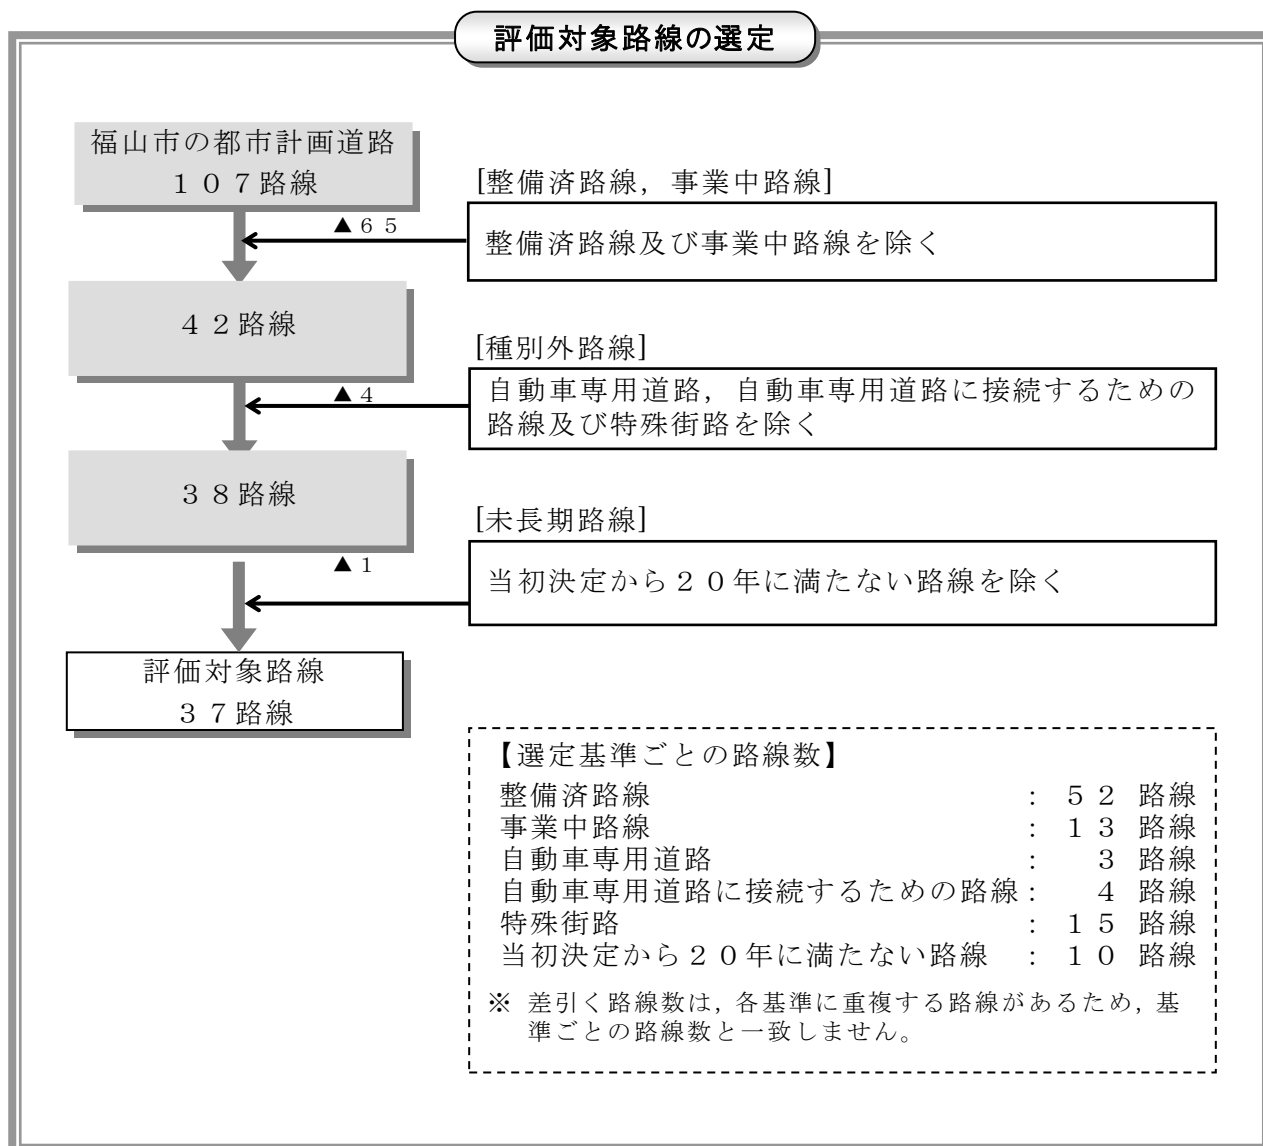 評価対象路線の選定
福山市の都市計画道路
１０７路線
[整備済路線，事業中路線]
▲６５
整備済路線及び事業中路線を除く
４２路線
[種別外路線]
▲４
自動車専用道路，自動車専用道路に接続するための
路線及び特殊街路を除く
３８路線
[未長期路線]
▲１
当初決定から２０年に満たない路線を除く
評価対象路線
３７路線
【選定基準ごとの路線数】
整備済路線 : ５２ 路線
事業中路線 : １３ 路線
自動車専用道路 : ３ 路線
自動車専用道路に接続するための路線: ４ 路線
特殊街路 : １５ 路線
当初決定から２０年に満たない路線 : １０ 路線
※ 差引く路線数は，各基準に重複する路線があるため，基
準ごとの路線数と一致しません。